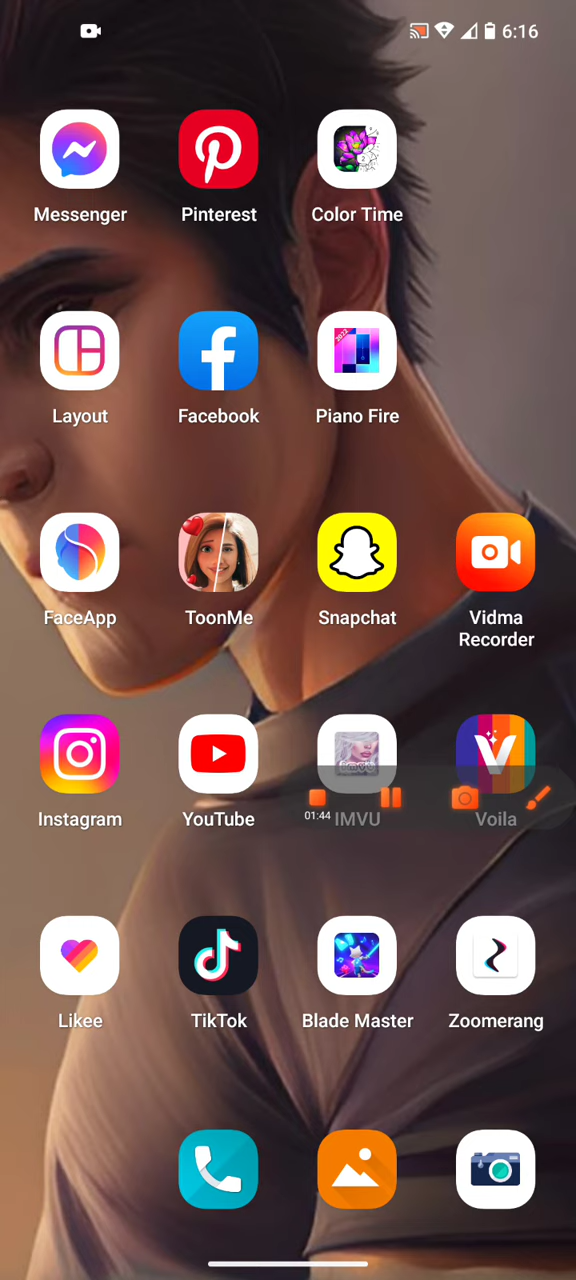 6:16
Messenger
Pinterest
Color Time
Layout
Facebook
2022
Piano Fire
FaceApp
ToonMe
Snapchat
Vidma
Recorder
Instagram
YouTube
01:44
IMVU
Voila
Likee
TikTok
Blade Master
Zoomerang